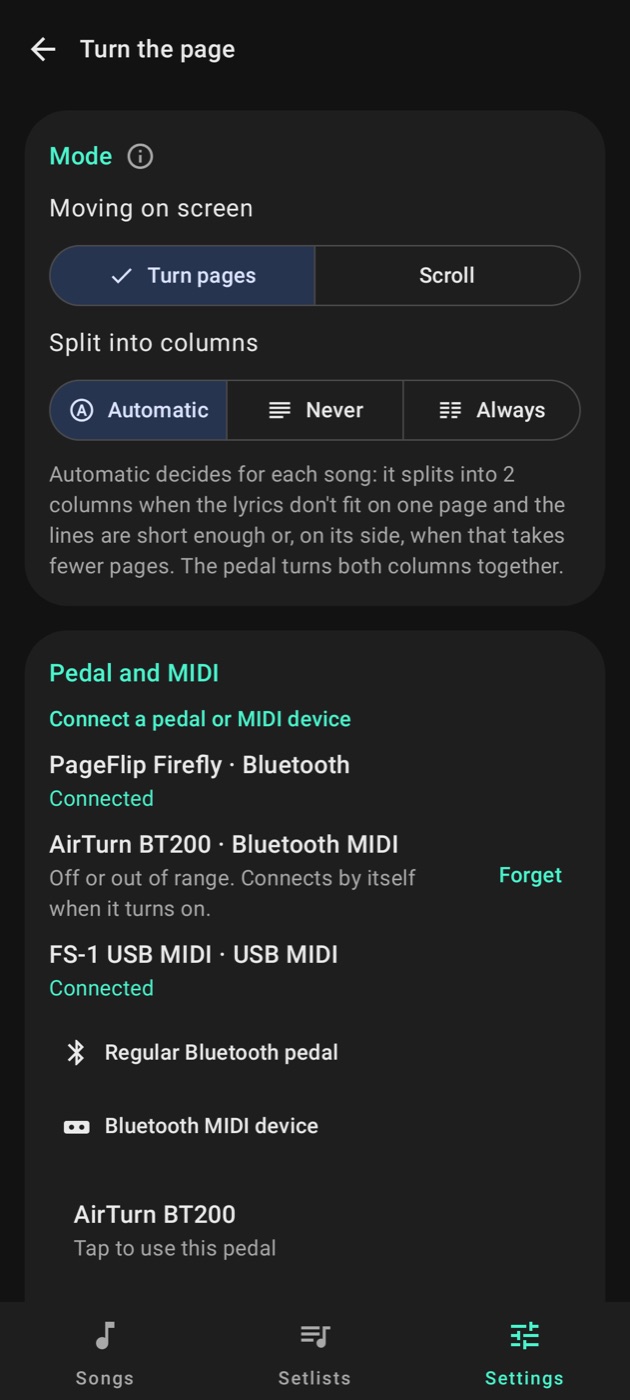 Turn the page
Mode
Moving on screen
Turn pages
Scroll
Split into columns
Automatic
Never
Always
Automatic decides for each song: it splits into 2
columns when the lyrics don't fit on one page and the
lines are short enough or, on its side, when that takes
fewer pages. The pedal turns both columns together.
Pedal and MIDI
Connect a pedal or MIDI device
PageFlip Firefly · Bluetooth
Connected
AirTurn BT200 · Bluetooth MIDI
Off or out of range. Connects by itself
when it turns on.
Forget
FS-1 USB MIDI · USB MIDI
Connected
Regular Bluetooth pedal
Bluetooth MIDI device
AirTurn BT200
Tap to use this pedal
Songs
Setlists
Settings